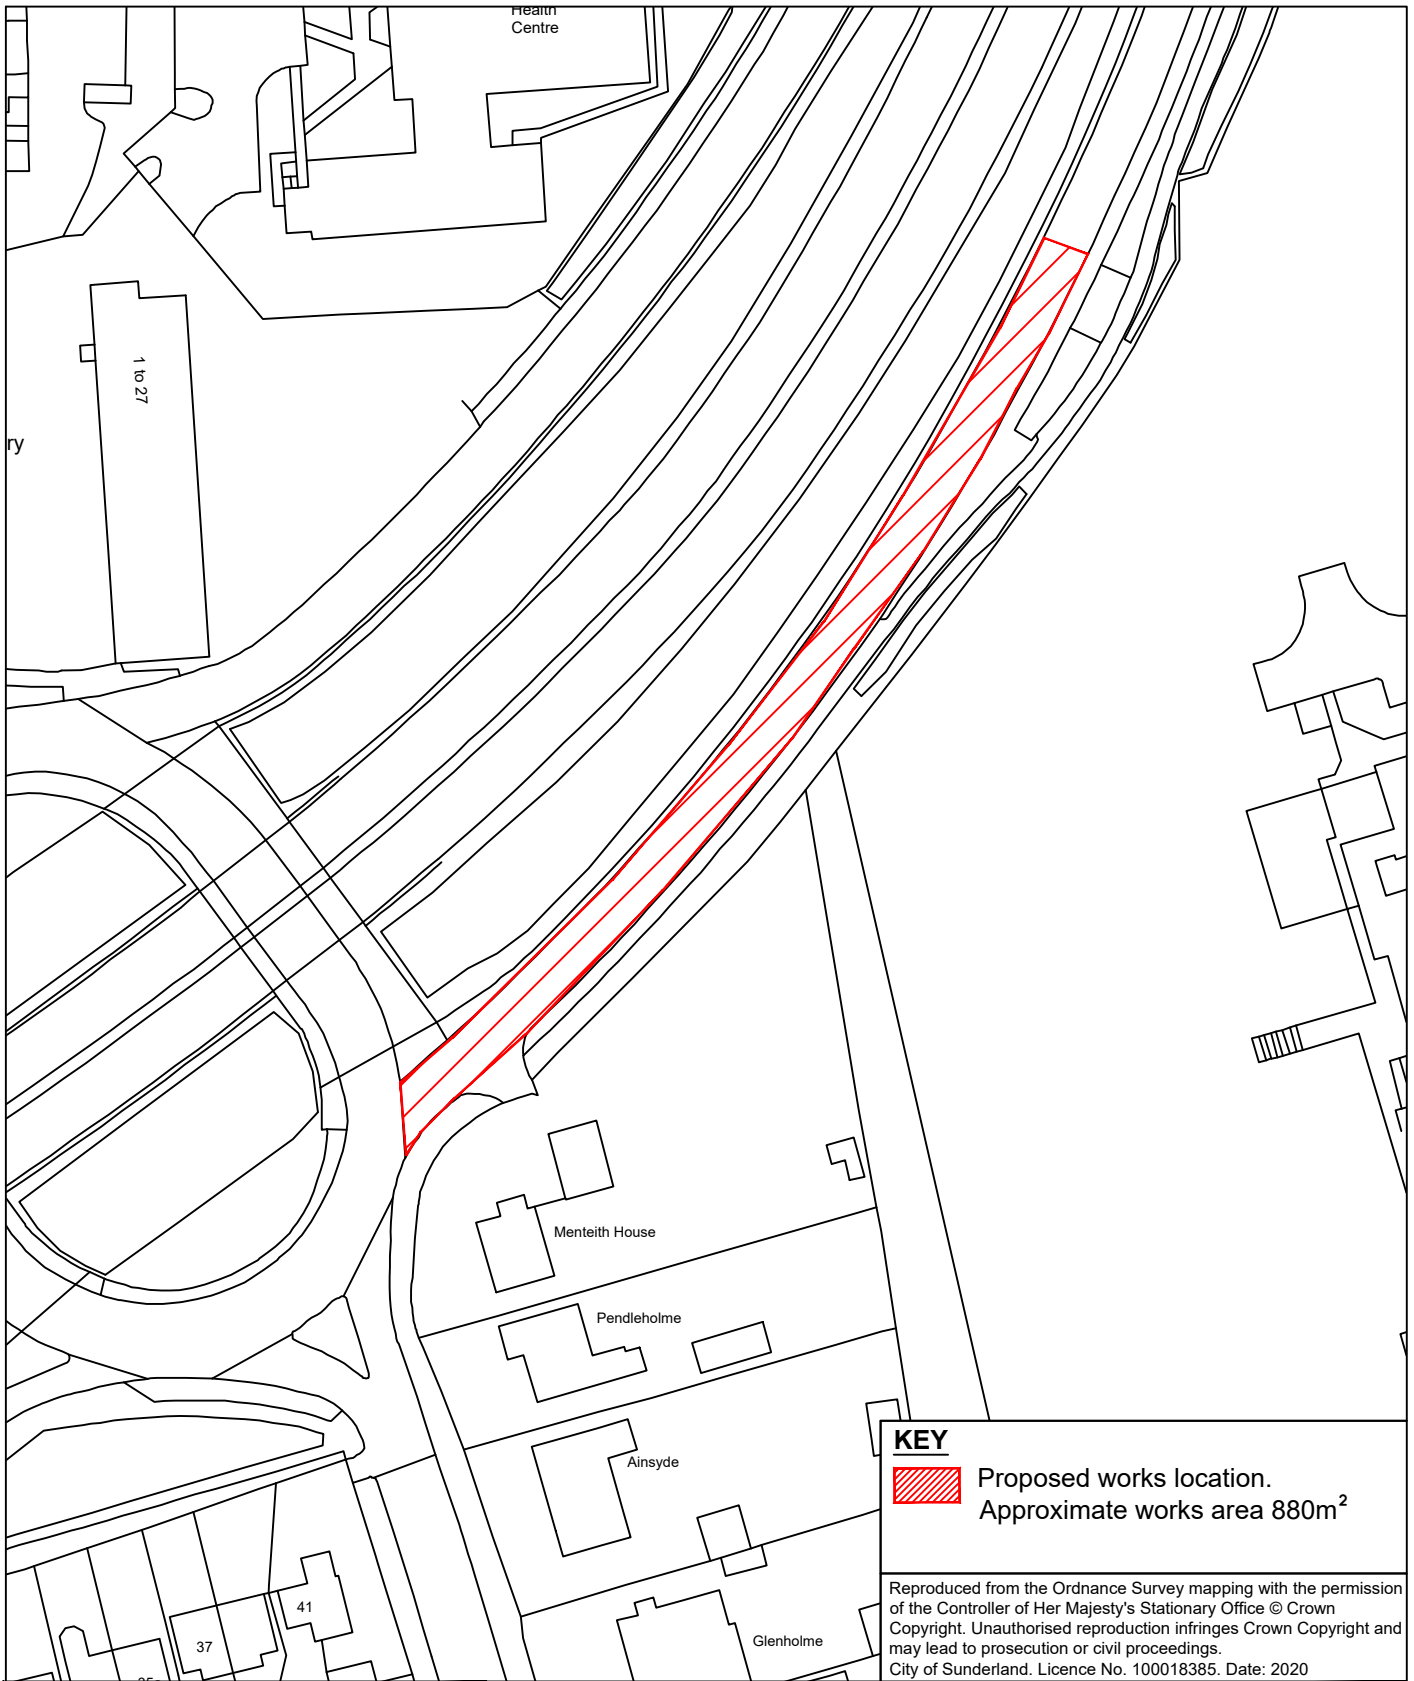 Health
Centre
1 to 27
ry
Menteith House
Pendleholme
Ainsyde
41
37
Glenholme
KEY
Proposed works location.
Approximate works area 880m²
Reproduced from the Ordnance Survey mapping with the permission
of the Controller of Her Majesty's Stationary Office © Crown
Copyright. Unauthorised reproduction infringes Crown Copyright and
may lead to prosecution or civil proceedings.
City of Sunderland. Licence No. 100018385. Date: 2020